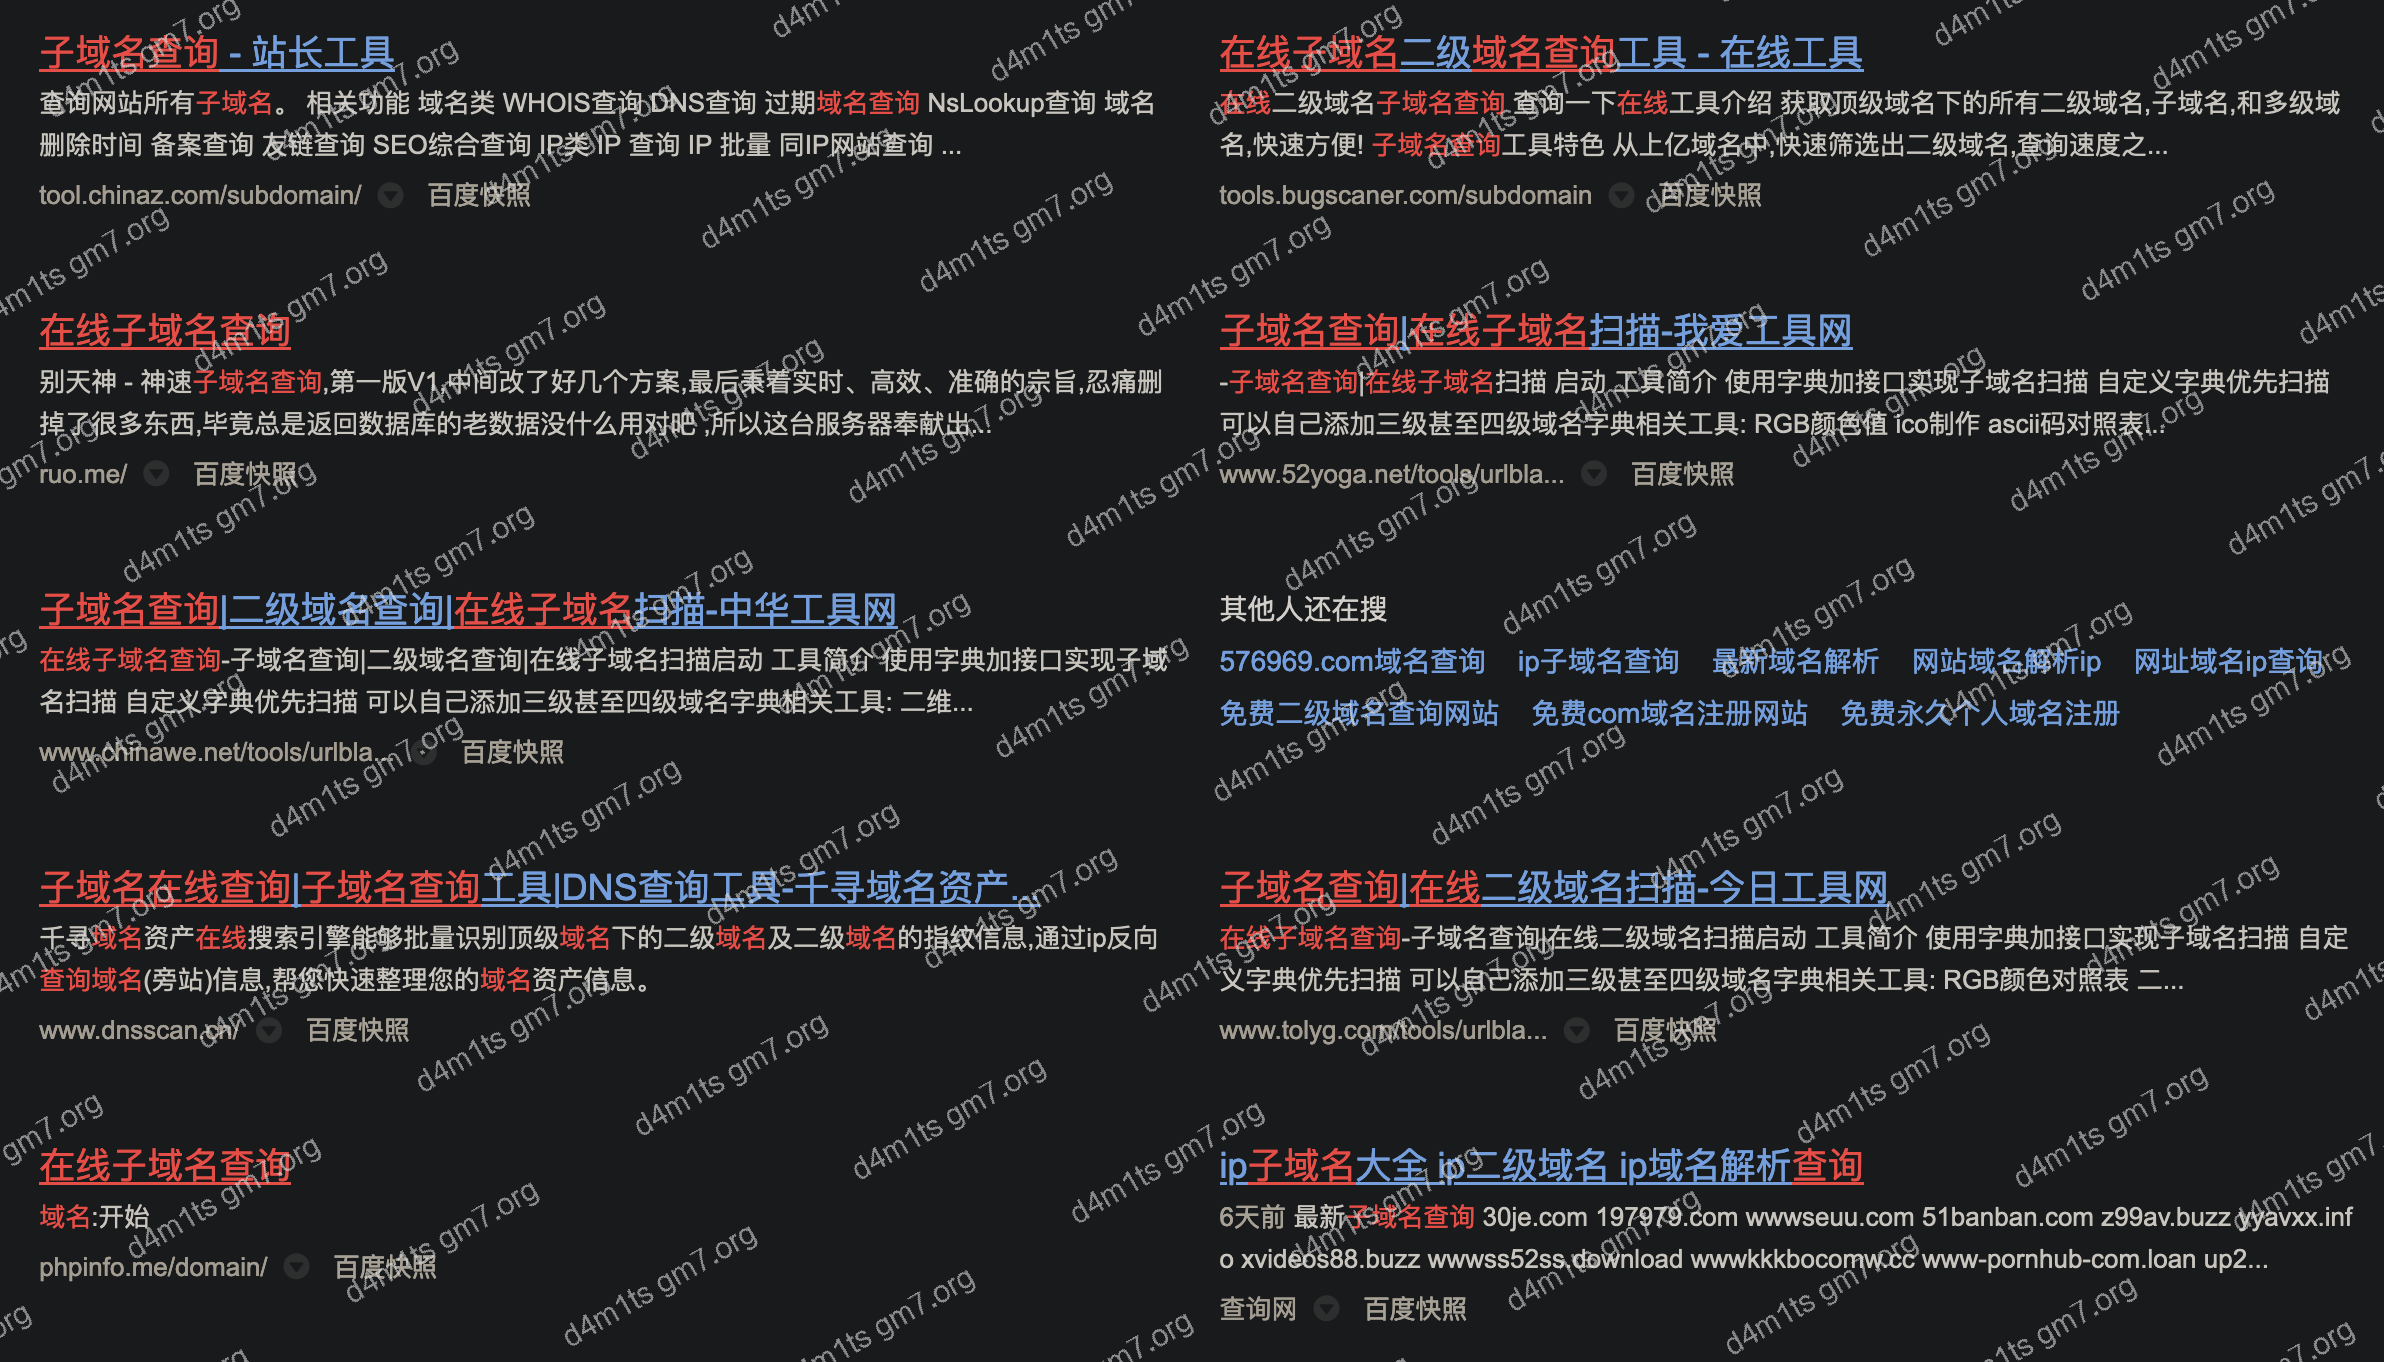 子域名查询 - 站长工具
查询网站所有子域名。 相关功能 域名类 WHOIS查询 DNS查询 过期域名查询 NsLookup查询 域名
删除时间 备案查询 友链查询 SEO综合查询 IP类 IP 查询 IP 批量 同IP网站查询 ...
tool.chinaz.com/subdomain/ 百度快照
在线子域名查询
别天神 - 神速子域名查询,第一版V1,中间改了好几个方案,最后秉着实时、高效、准确的宗旨,忍痛删
掉了很多东西,毕竟总是返回数据库的老数据没什么用对吧 ,所以这台服务器奉献出...
ruo.me/ 百度快照
子域名查询|二级域名查询|在线子域名扫描-中华工具网
在线子域名查询-子域名查询|二级域名查询|在线子域名扫描启动 工具简介 使用字典加接口实现子域
名扫描 自定义字典优先扫描 可以自己添加三级甚至四级域名字典相关工具: 二维...
www.chinawe.net/tools/urlbla... 百度快照
子域名在线查询|子域名查询工具|DNS查询工具-千寻域名资产...
千寻域名资产在线搜索引擎能够批量识别顶级域名下的二级域名及二级域名的指纹信息,通过ip反向
查询域名(旁站)信息,帮您快速整理您的域名资产信息。
www.dnsscan.cn/ 百度快照
在线子域名查询
域名:开始
phpinfo.me/domain/ 百度快照
在线子域名二级域名查询工具 - 在线工具
在线二级域名子域名查询 查询一下在线工具介绍 获取顶级域名下的所有二级域名,子域名,和多级域
名,快速方便! 子域名查询工具特色 从上亿域名中,快速筛选出二级域名,查询速度之...
tools.bugscaner.com/subdomain 百度快照
子域名查询|在线子域名扫描-我爱工具网
-子域名查询|在线子域名扫描 启动 工具简介 使用字典加接口实现子域名扫描 自定义字典优先扫描
可以自己添加三级甚至四级域名字典相关工具: RGB颜色值 ico制作 ascii码对照表...
www.52yoga.net/tools/urlbla... 百度快照
其他人还在搜
576969.com域名查询 ip子域名查询 最新域名解析 网站域名解析ip 网址域名ip查询
免费二级域名查询网站 免费com域名注册网站 免费永久个人域名注册
子域名查询|在线二级域名扫描-今日工具网
在线子域名查询-子域名查询|在线二级域名扫描启动 工具简介 使用字典加接口实现子域名扫描 自定
义字典优先扫描 可以自己添加三级甚至四级域名字典相关工具: RGB颜色对照表 二...
www.tolyg.com/tools/urlbla... 百度快照
ip子域名大全 ip二级域名 ip域名解析查询
6天前 最新子域名查询 30je.com 197979.com wwwseuu.com 51banban.com z99av.buzz yyavxx.inf
o xvideos88.buzz wwwss52ss.download wwwkkkbocomw.cc www-pornhub-com.loan up2...
查询网 百度快照
d4m1ts gm7.org